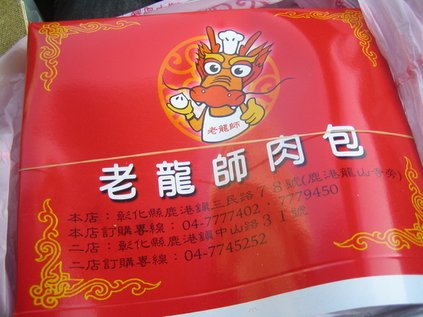 老龍師
老龍師肉包
本店：彰化縣鹿港鎮三民路78號(鹿港龍山寺旁)
本店訂購專線：04-7777402．7779450
二店：彰化縣鹿港鎮中山路31號
二店訂購專線：04-7745252